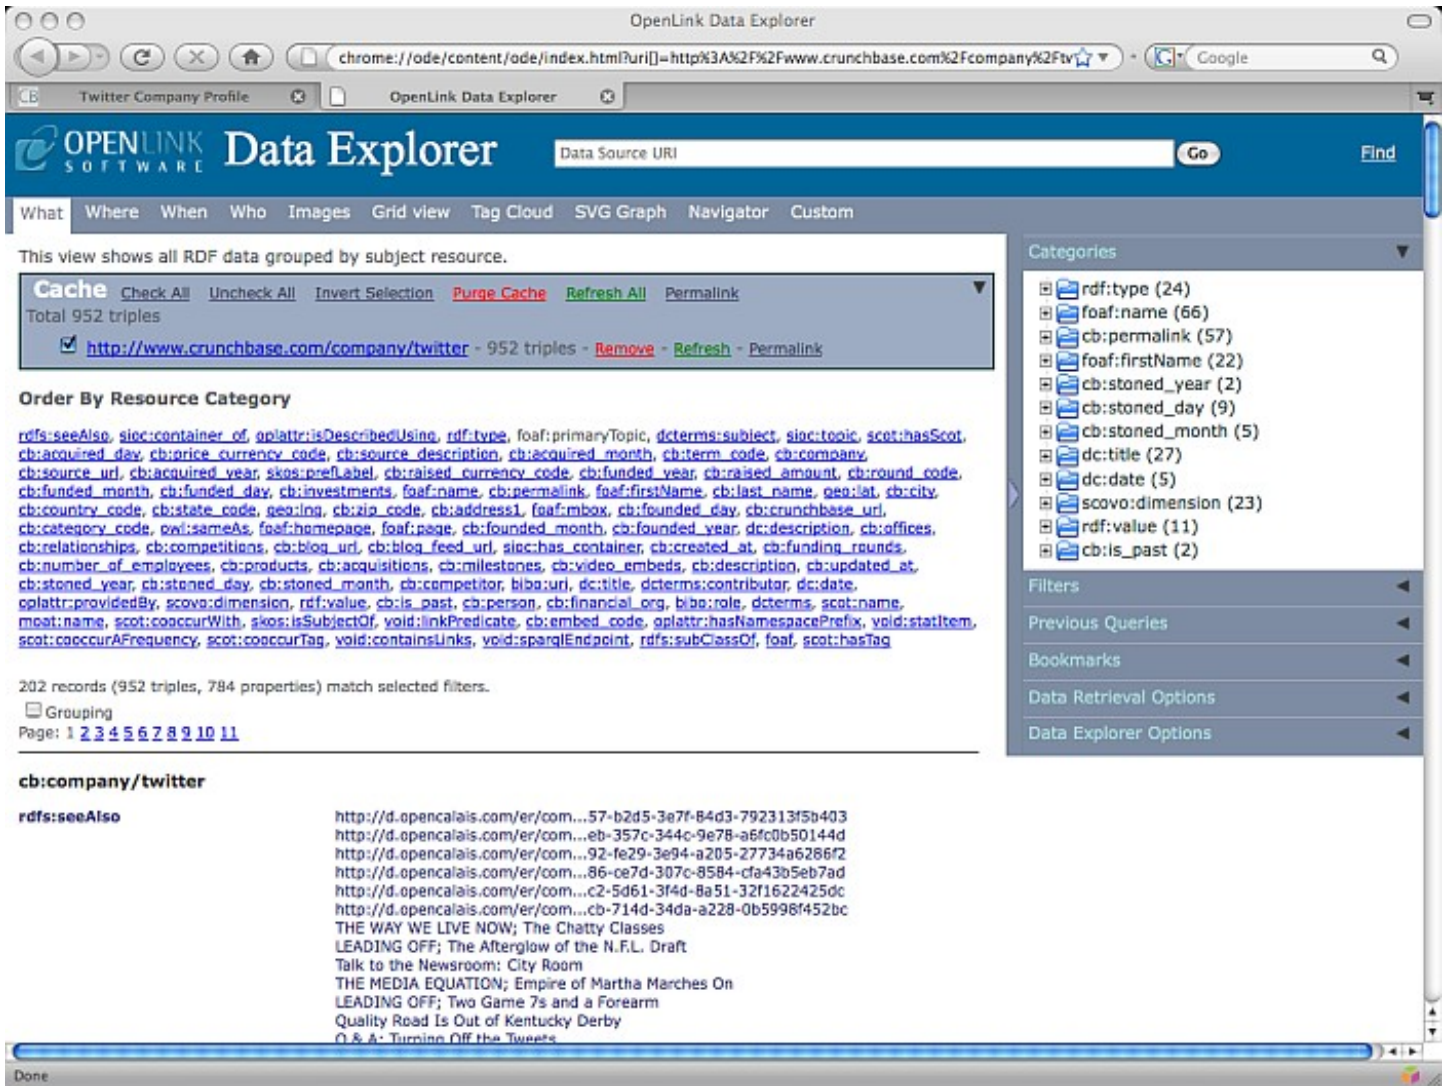 OpenLink Data Explorer
chrome://ode/content/ode/index.html?uri[]=http%3A%2F%2Fwww.crunchbase.com%2Fcompany%2Ftv
Google
CB Twitter Company Profile
OpenLink Data Explorer
OPENLINK SOFTWARE Data Explorer
Data Source URI
Go
Find
What Where When Who Images Grid view Tag Cloud SVG Graph Navigator Custom
This view shows all RDF data grouped by subject resource.
Cache Check All Uncheck All Invert Selection Purge Cache Refresh All Permalink
Total 952 triples
http://www.crunchbase.com/company/twitter - 952 triples - Remove - Refresh - Permalink
Order By Resource Category
rdfs:seeAlso, sioc:container_of, oplattr:isDescribedUsing, rdf:type, foaf:primaryTopic, dcterms:subject, sioc:topic, scot:hasScot,
cb:acquired_day, cb:price_currency_code, cb:source_description, cb:acquired_month, cb:term_code, cb:company,
cb:source_url, cb:acquired_year, skos:prefLabel, cb:raised_currency_code, cb:funded_year, cb:raised_amount, cb:round_code,
cb:funded_month, cb:funded_day, cb:investments, foaf:name, cb:permalink, foaf:firstName, cb:last_name, geo:lat, cb:city,
cb:country_code, cb:state_code, geo:lng, cb:zip_code, cb:address1, foaf:mbox, cb:founded_day, cb:crunchbase_url,
cb:category_code, owl:sameAs, foaf:homepage, foaf:page, cb:founded_month, cb:founded_year, dc:description, cb:offices,
cb:relationships, cb:competitions, cb:blog_url, cb:blog_feed_url, sioc:has_container, cb:created_at, cb:funding_rounds,
cb:number_of_employees, cb:products, cb:acquisitions, cb:milestones, cb:video_embeds, cb:description, cb:updated_at,
cb:stoned_year, cb:stoned_day, cb:stoned_month, cb:competitor, bibo:uri, dc:title, dcterms:contributor, dc:date,
oplattr:providedBy, scovo:dimension, rdf:value, cb:is_past, cb:person, cb:financial_org, bibo:role, dcterms, scot:name,
moat:name, scot:cooccurWith, skos:isSubjectOf, void:linkPredicate, cb:embed_code, oplattr:hasNamespacePrefix, void:statItem,
scot:cooccurAFrequency, scot:cooccurTag, void:containsLinks, void:sparqlEndpoint, rdfs:subClassOf, foaf, scot:hasTag
202 records (952 triples, 784 properties) match selected filters.
Grouping
Page: 1 2 3 4 5 6 7 8 9 10 11
cb:company/twitter
rdfs:seeAlso
http://d.opencalais.com/er/com...57-b2d5-3e7f-84d3-792313f5b403
http://d.opencalais.com/er/com...eb-357c-344c-9e78-a6fc0b50144d
http://d.opencalais.com/er/com...92-fe29-3e94-a205-27734a6286f2
http://d.opencalais.com/er/com...86-ce7d-307c-8584-cfa43b5eb7ad
http://d.opencalais.com/er/com...c2-5d61-3f4d-8a51-32f1622425dc
http://d.opencalais.com/er/com...cb-714d-34da-a228-0b5998f452bc
THE WAY WE LIVE NOW; The Chatty Classes
LEADING OFF; The Afterglow of the N.F.L. Draft
Talk to the Newsroom: City Room
THE MEDIA EQUATION; Empire of Martha Marches On
LEADING OFF; Two Game 7s and a Forearm
Quality Road Is Out of Kentucky Derby
Q & A: Turning Off the Tweets
Categories
rdf:type (24)
foaf:name (66)
cb:permalink (57)
foaf:firstName (22)
cb:stoned_year (2)
cb:stoned_day (9)
cb:stoned_month (5)
dc:title (27)
dc:date (5)
scovo:dimension (23)
rdf:value (11)
cb:is_past (2)
Filters
Previous Queries
Bookmarks
Data Retrieval Options
Data Explorer Options
Done